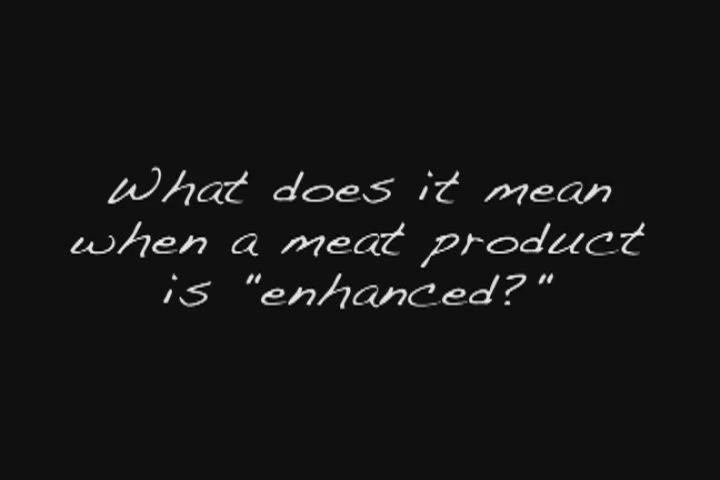 What does it mean
when a meat product
is "enhanced?"